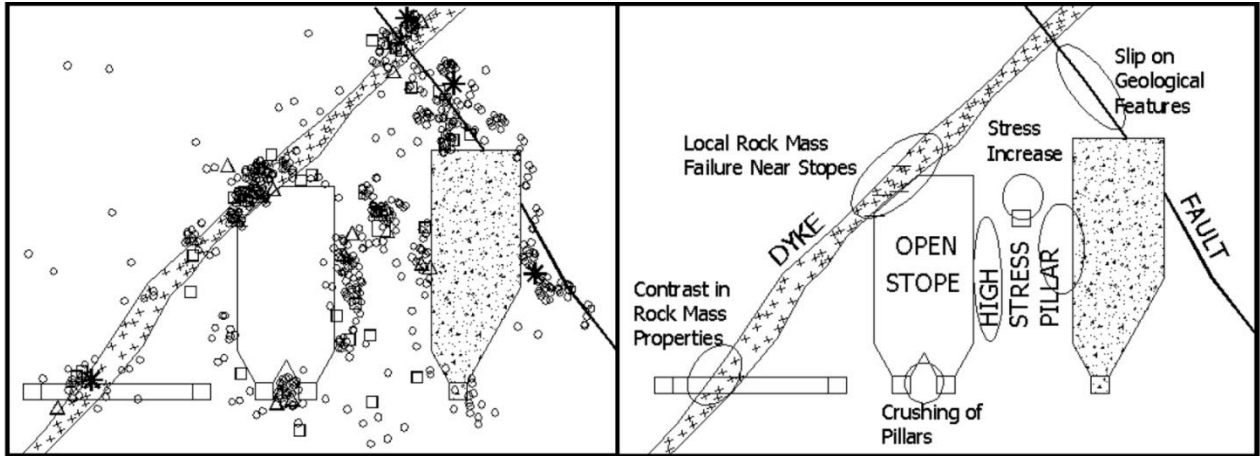 Slip on
Geological
Features
Stress
Increase
Local Rock Mass
Failure Near Stopes
DYKE
OPEN
STOPE
HIGH
STRESS
PILLAR
FAULT
Contrast in
Rock Mass
Properties
Crushing of
Pillars